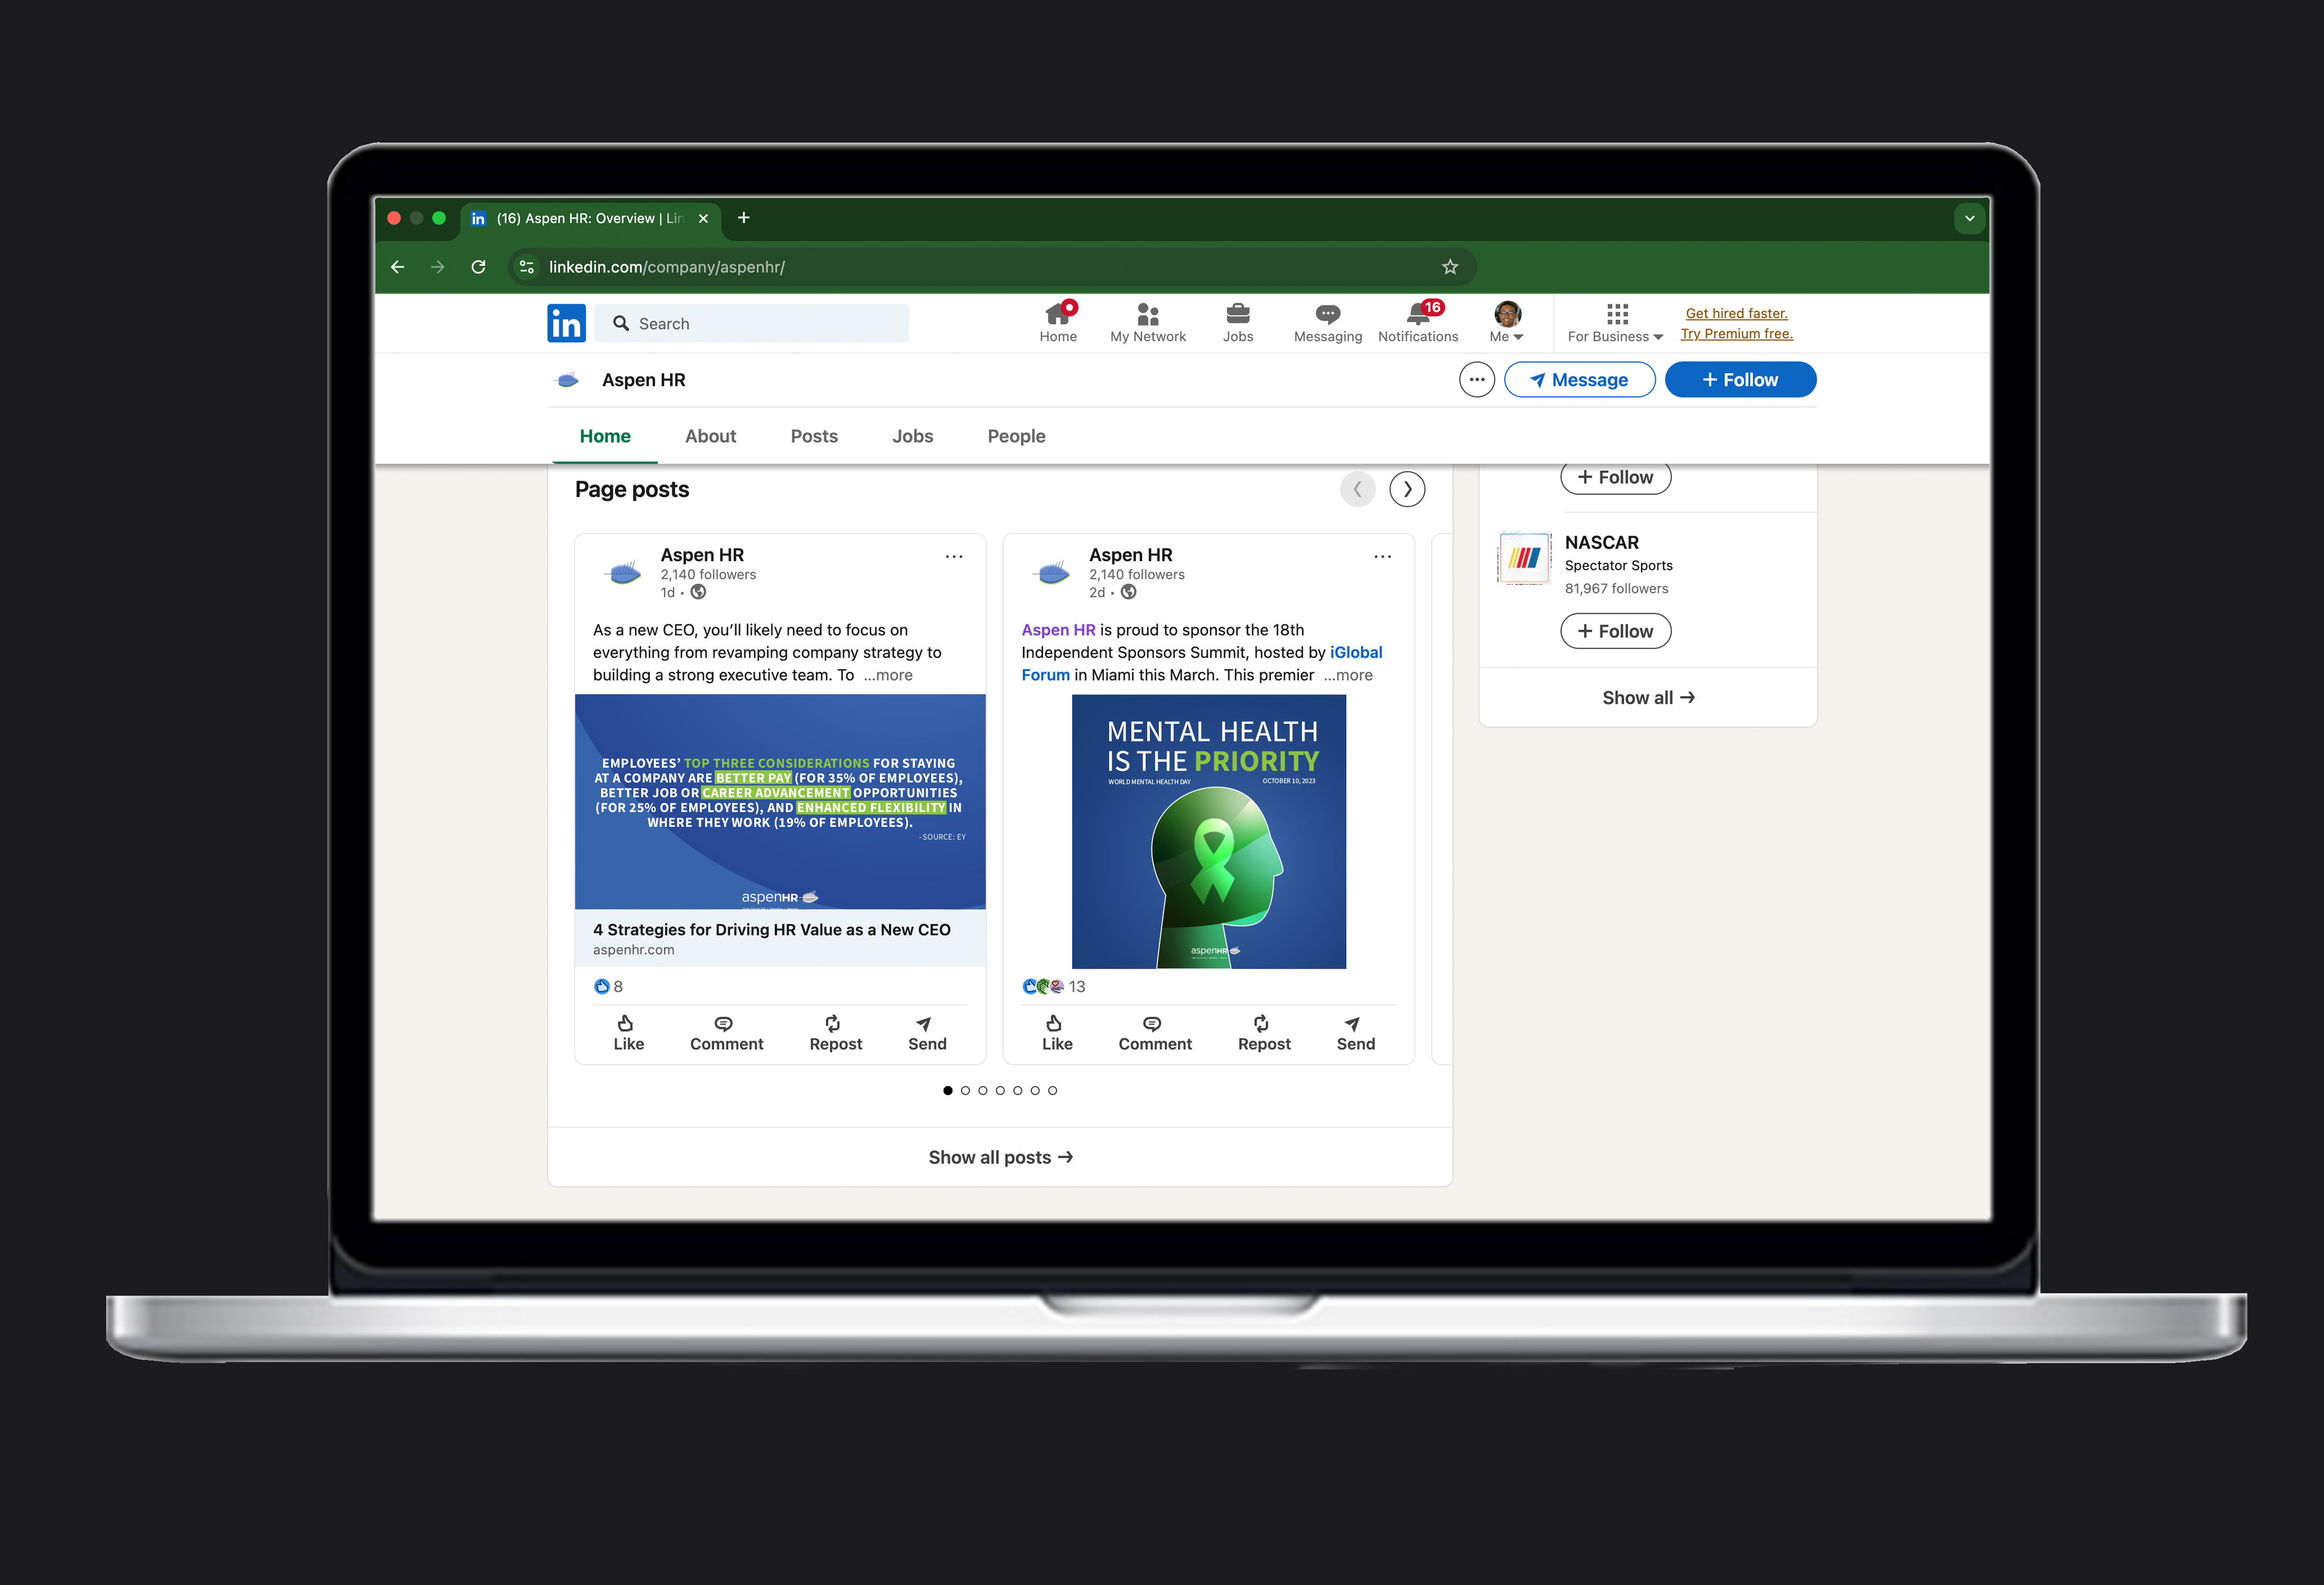 (16) Aspen HR: Overview | Lin
linkedin.com/company/aspenhr/
in
Search
Home
My Network
Jobs
Messaging
16
Notifications
Me
For Business
Get hired faster.
Try Premium free.
Aspen HR
Message
+ Follow
Home
About
Posts
Jobs
People
Page posts
Aspen HR
2,140 followers
1d •
As a new CEO, you’ll likely need to focus on
everything from revamping company strategy to
building a strong executive team. To ...more
EMPLOYEES’ TOP THREE CONSIDERATIONS FOR STAYING
AT A COMPANY ARE BETTER PAY (FOR 35% OF EMPLOYEES),
BETTER JOB OR CAREER ADVANCEMENT OPPORTUNITIES
(FOR 25% OF EMPLOYEES), AND ENHANCED FLEXIBILITY IN
WHERE THEY WORK (19% OF EMPLOYEES).
- SOURCE: EY
aspenHR
4 Strategies for Driving HR Value as a New CEO
aspenhr.com
8
Like
Comment
Repost
Send
Aspen HR
2,140 followers
2d •
Aspen HR is proud to sponsor the 18th
Independent Sponsors Summit, hosted by iGlobal
Forum in Miami this March. This premier ...more
MENTAL HEALTH
IS THE PRIORITY
WORLD MENTAL HEALTH DAY
OCTOBER 10, 2023
aspenHR
13
Like
Comment
Repost
Send
Show all posts →
+ Follow
NASCAR
Spectator Sports
81,967 followers
+ Follow
Show all →